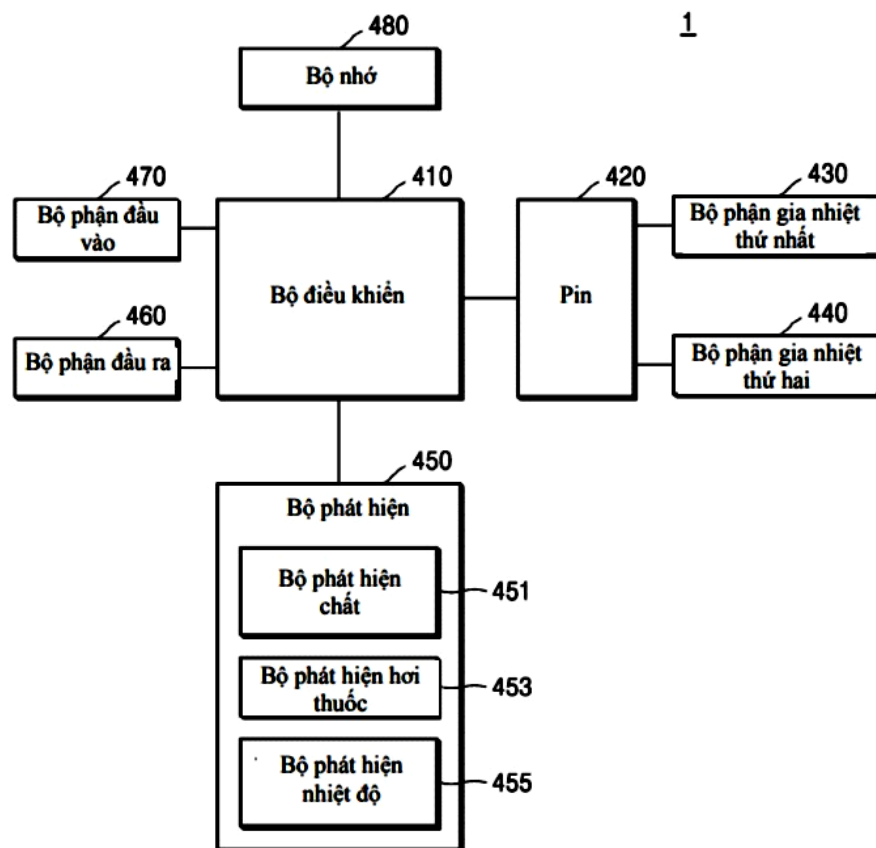 480
1
Bộ nhớ
470
410
420
430
Bộ phận đầu
vào
Bộ điều khiển
Pin
Bộ phận gia nhiệt
thứ nhất
460
440
Bộ phận đầu ra
Bộ phận gia nhiệt
thứ hai
450
Bộ phát hiện
Bộ phát hiện
chất
451
Bộ phát hiện hơi
thuốc
453
Bộ phát hiện
nhiệt độ
455